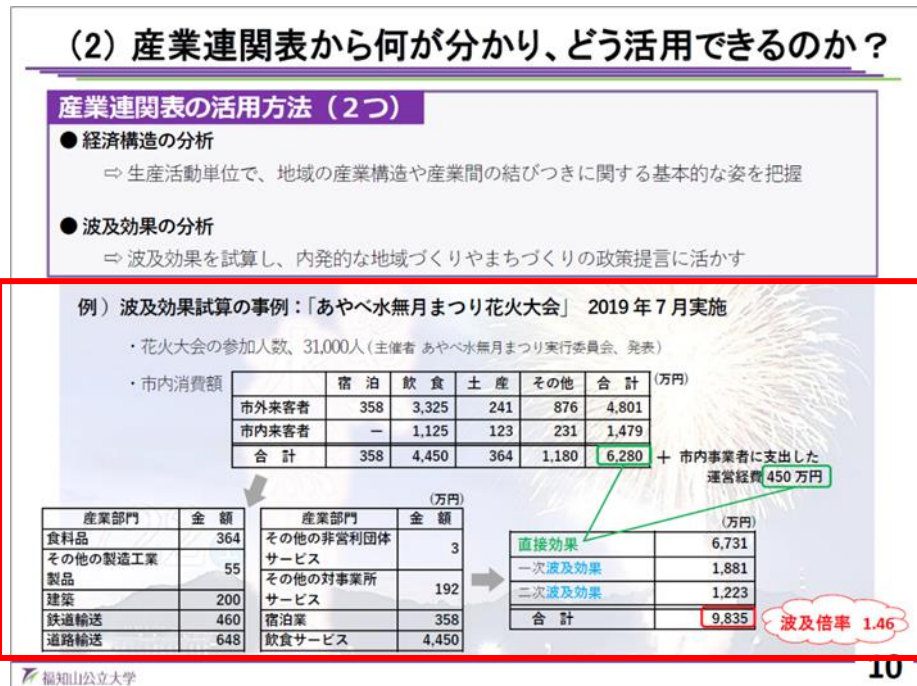 （2）産業連関表から何が分かり、どう活用できるのか？
産業連関表の活用方法（２つ）
● 経済構造の分析
⇨ 生産活動単位で、地域の産業構造や産業間の結びつきに関する基本的な姿を把握
● 波及効果の分析
⇨ 波及効果を試算し、内発的な地域づくりやまちづくりの政策提言に活かす
例）波及効果試算の事例：「あやべ水無月まつり花火大会」 2019年7月実施
・花火大会の参加人数、31,000人（主催者 あやべ水無月まつり実行委員会、発表）
・市内消費額
（万円）
宿 泊 飲 食 土 産 その他 合 計
市外来客者 358 3,325 241 876 4,801
市内来客者 － 1,125 123 231 1,479
合 計 358 4,450 364 1,180 6,280
＋ 市内事業者に支出した
運営経費 450 万円
産業部門 金 額
食料品 364
その他の製造工業
製品 55
建築 200
鉄道輸送 460
道路輸送 648
（万円）
産業部門 金 額
その他の非営利団体
サービス 3
その他の対事業所
サービス 192
宿泊業 358
飲食サービス 4,450
（万円）
直接効果 6,731
一次波及効果 1,881
二次波及効果 1,223
合 計 9,835
波及倍率 1.46
福知山公立大学
10